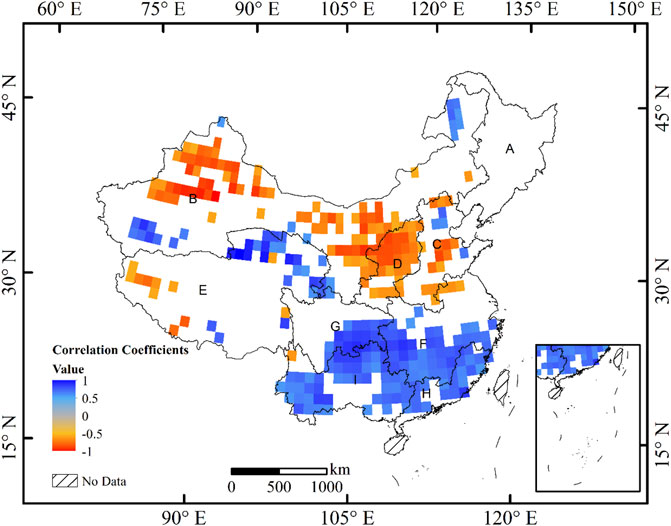 60° E 75° E 90° E 105° E 120° E 135° E 150° E
45° N 45° N
A
B
C
D
30° N 30° N
E
G
F
Correlation Coefficients
Value
1
0.5
0
-0.5
-1
I
H
No Data
15° N 15° N
km
0 500 1000
90° E 105° E 120° E